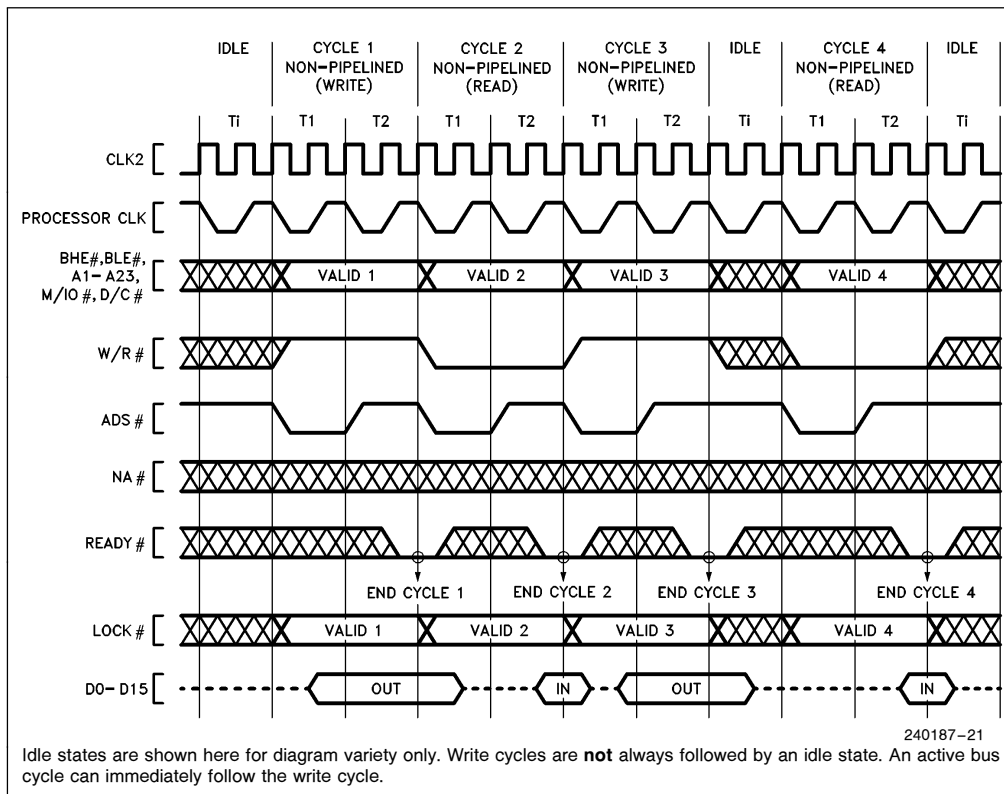 IDLE CYCLE 1 CYCLE 2 CYCLE 3 IDLE CYCLE 4 IDLE
NON-PIPELINED NON-PIPELINED NON-PIPELINED NON-PIPELINED
(WRITE) (READ) (WRITE) (READ)
Ti T1 T2 T1 T2 T1 T2 Ti T1 T2 Ti
CLK2
PROCESSOR CLK
BHE#,BLE#,
A1-A23,
M/IO#,D/C#
VALID 1 VALID 2 VALID 3 VALID 4
W/R#
ADS#
NA#
READY#
END CYCLE 1 END CYCLE 2 END CYCLE 3 END CYCLE 4
LOCK# VALID 1 VALID 2 VALID 3 VALID 4
D0-D15 OUT IN OUT IN
240187-21
Idle states are shown here for diagram variety only. Write cycles are not always followed by an idle state. An active bus
cycle can immediately follow the write cycle.